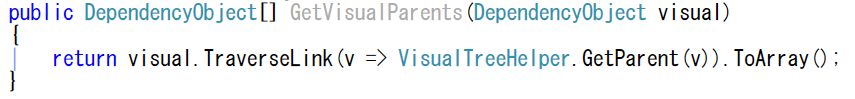 public DependencyObject[] GetVisualParents(DependencyObject visual)
{
    return visual.TraverseLink(v => VisualTreeHelper.GetParent(v)).ToArray();
}